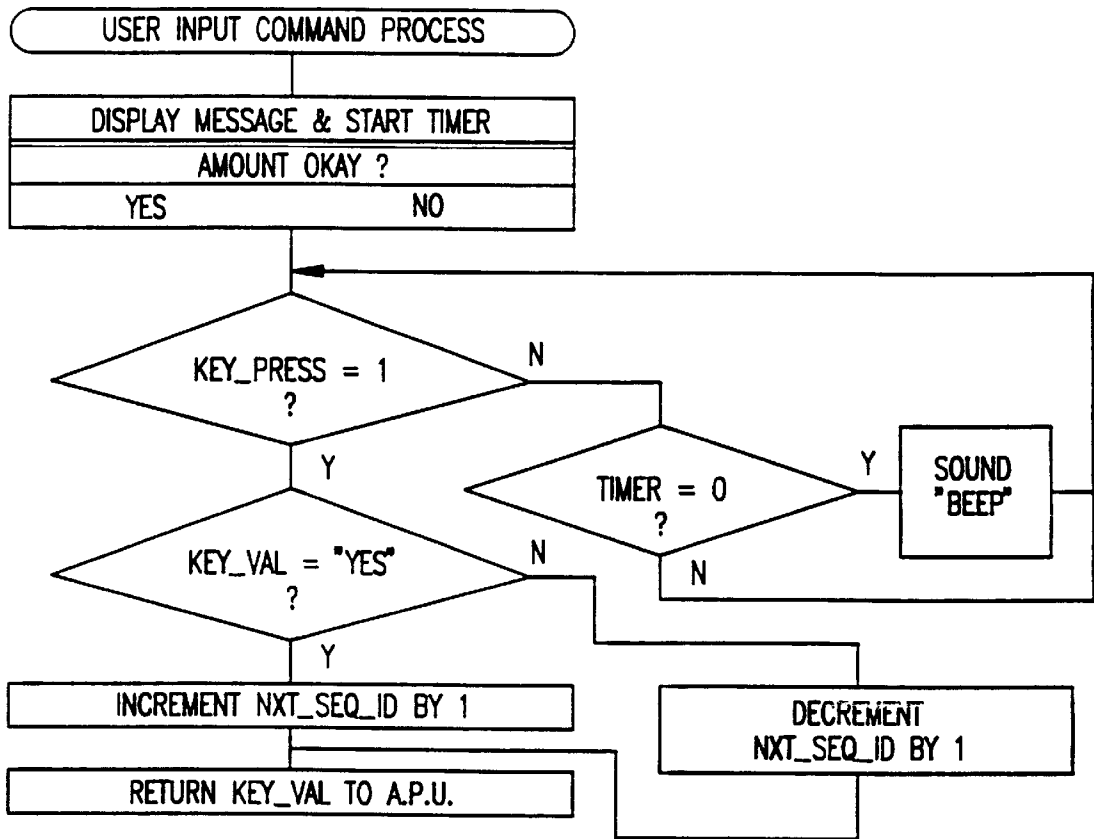 USER INPUT COMMAND PROCESS
DISPLAY MESSAGE & START TIMER
AMOUNT OKAY ?
YES NO
KEY_PRESS = 1
?
N
Y
TIMER = 0
?
Y
N
SOUND
"BEEP"
KEY_VAL = "YES"
?
N
Y
INCREMENT NXT_SEQ_ID BY 1
DECREMENT
NXT_SEQ_ID BY 1
RETURN KEY_VAL TO A.P.U.